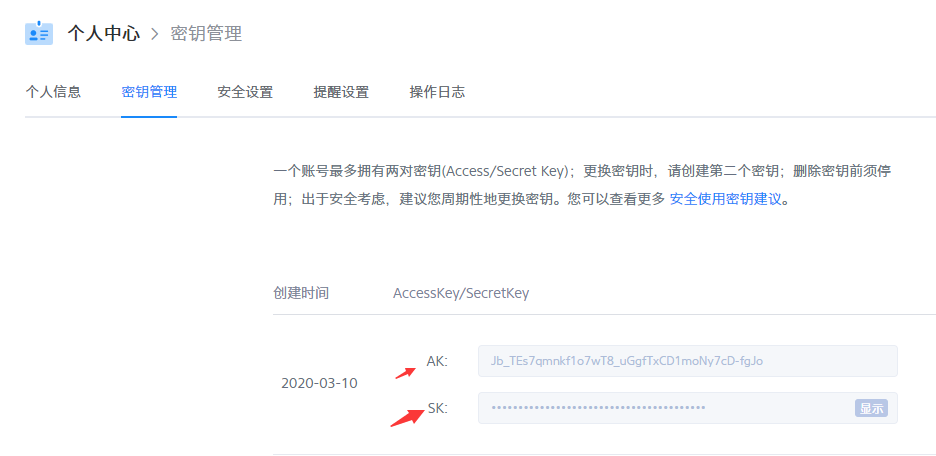 个人中心 > 密钥管理
个人信息 密钥管理 安全设置 提醒设置 操作日志
一个账号最多拥有两对密钥(Access/Secret Key)；更换密钥时，请创建第二个密钥；删除密钥前须停
用；出于安全考虑，建议您周期性地更换密钥。您可以查看更多 安全使用密钥建议。
创建时间 AccessKey/SecretKey
AK: Jb_TEs7qmnkf1o7wT8_uGgfTxCD1moNy7cD-fgJo
2020-03-10
SK: •••••••••••••••••••••••••••••••••••••••• 显示